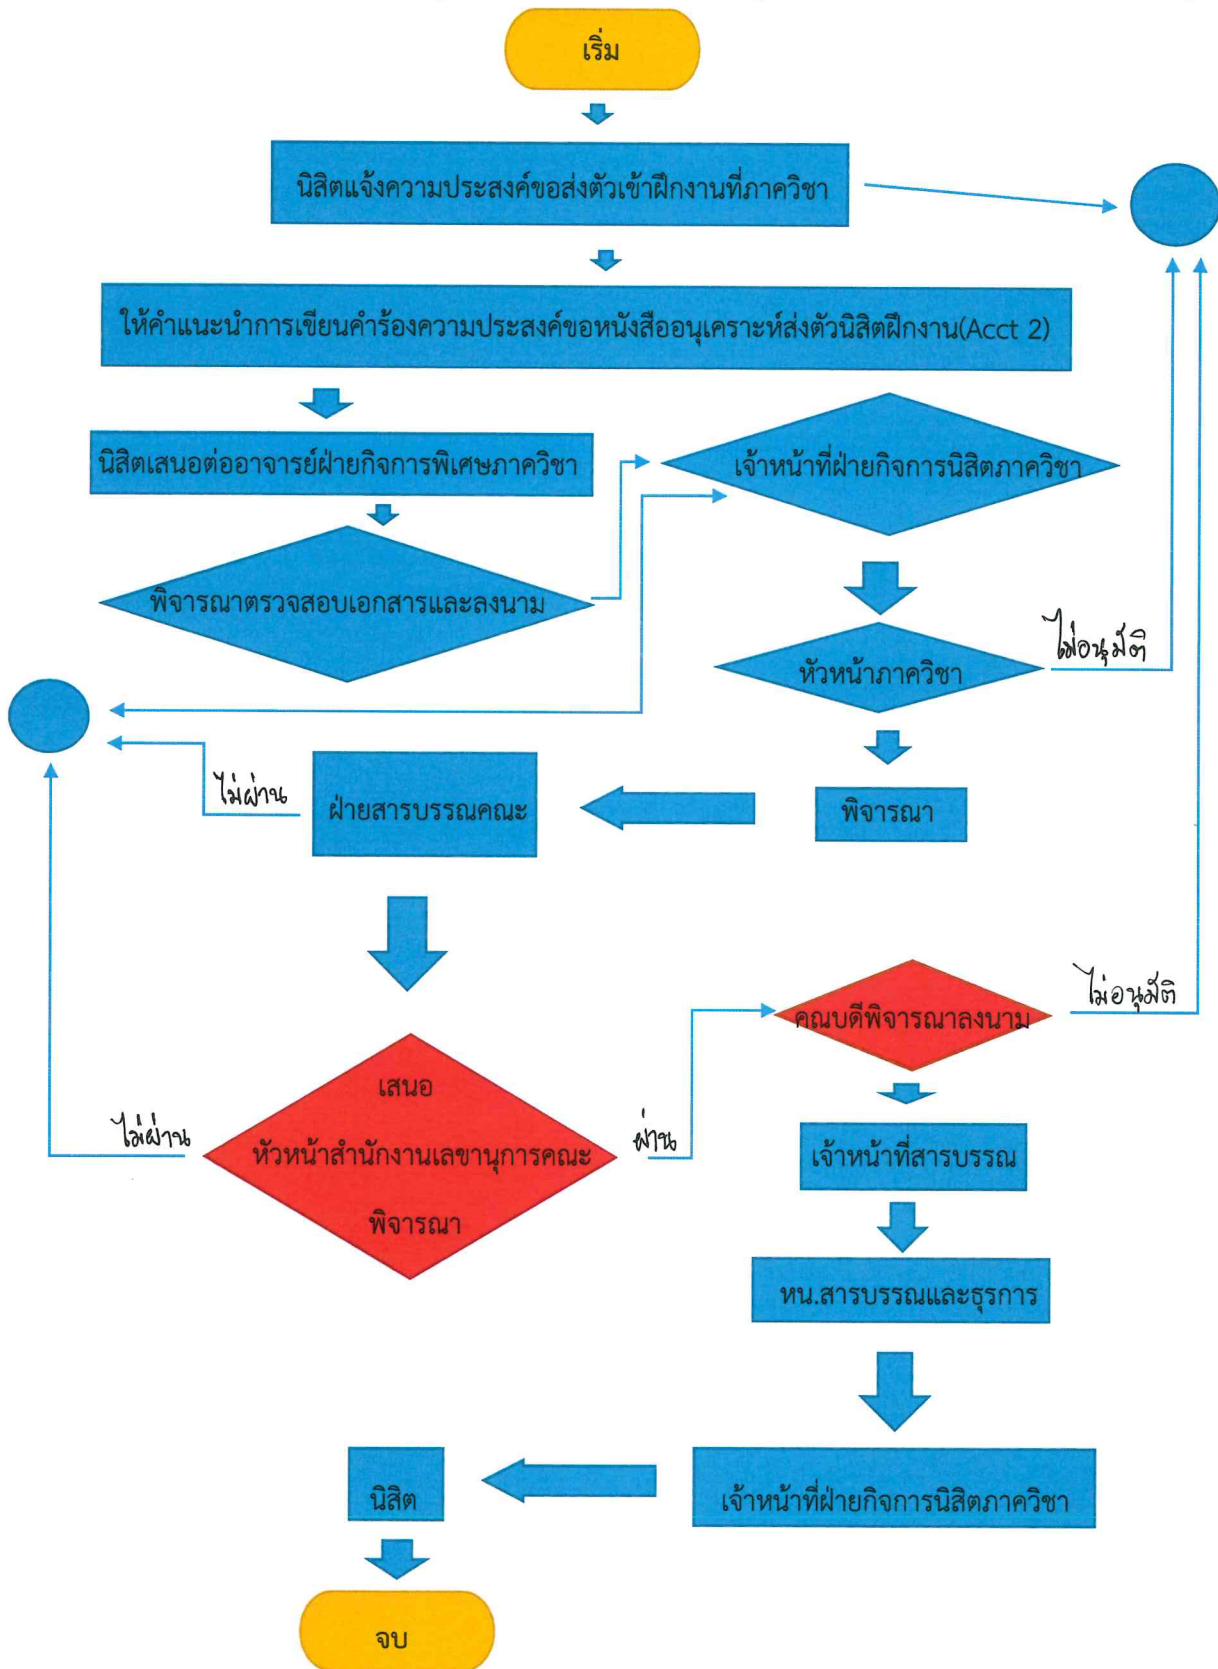 เริ่ม
นิสิตแจ้งความประสงค์ขอส่งตัวเข้าฝึกงานที่ภาควิชา
ให้คำแนะนำการเขียนคำร้องความประสงค์ขอหนังสืออนุเคราะห์ส่งตัวนิสิตฝึกงาน(Acct 2)
นิสิตเสนอต่ออาจารย์ฝ่ายกิจการพิเศษภาควิชา
เจ้าหน้าที่ฝ่ายกิจการนิสิตภาควิชา
พิจารณาตรวจสอบเอกสารและลงนาม
หัวหน้าภาควิชา
ไม่อนุมัติ
พิจารณา
ฝ่ายสารบรรณคณะ
ไม่ผ่าน
เสนอ
หัวหน้าสำนักงานเลขานุการคณะ
พิจารณา
ไม่ผ่าน
ผ่าน
คณบดีพิจารณาลงนาม
ไม่อนุมัติ
เจ้าหน้าที่สารบรรณ
หน.สารบรรณและธุรการ
เจ้าหน้าที่ฝ่ายกิจการนิสิตภาควิชา
นิสิต
จบ